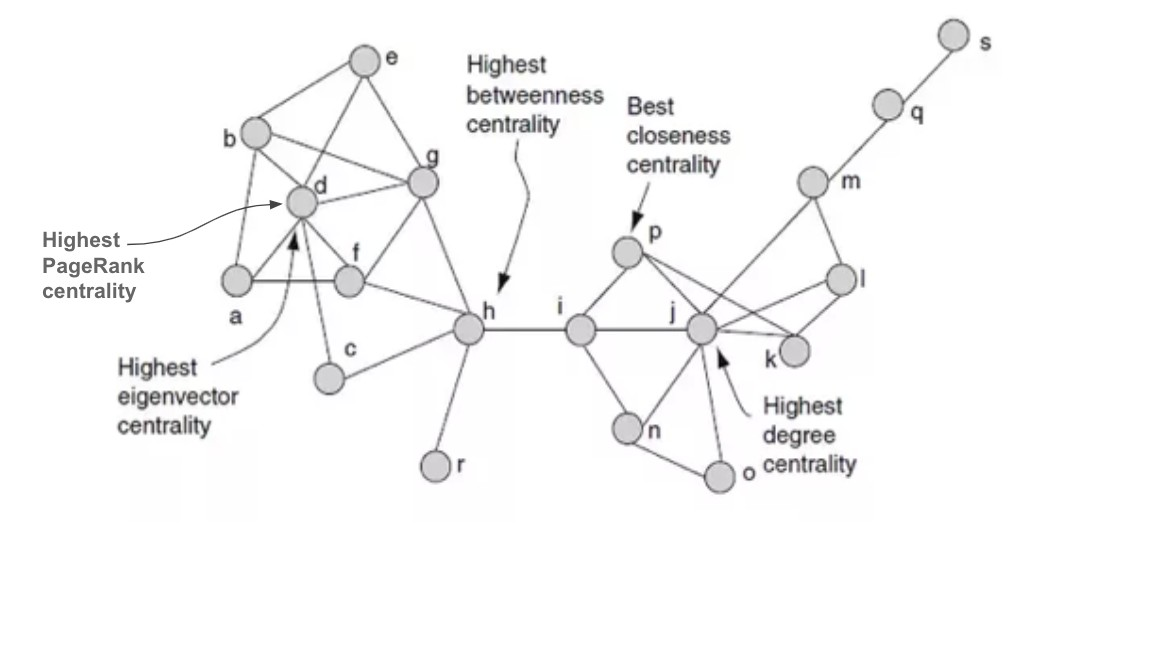 s
e
Highest
betweenness
centrality
q
Best
closeness
centrality
b
g
d
m
Highest
PageRank
centrality
p
f
a
l
h
i
j
c
k
Highest
eigenvector
centrality
Highest
degree
centrality
n
r
o